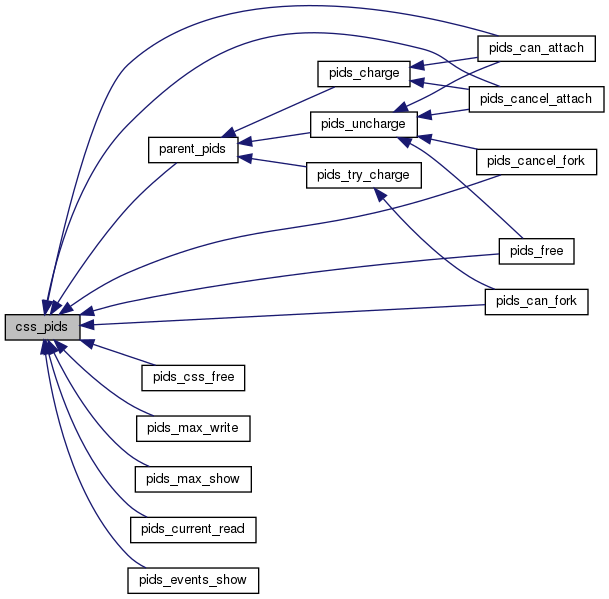 pids_can_attach
pids_charge
pids_cancel_attach
pids_uncharge
parent_pids
pids_cancel_fork
pids_try_charge
pids_free
pids_can_fork
css_pids
pids_css_free
pids_max_write
pids_max_show
pids_current_read
pids_events_show